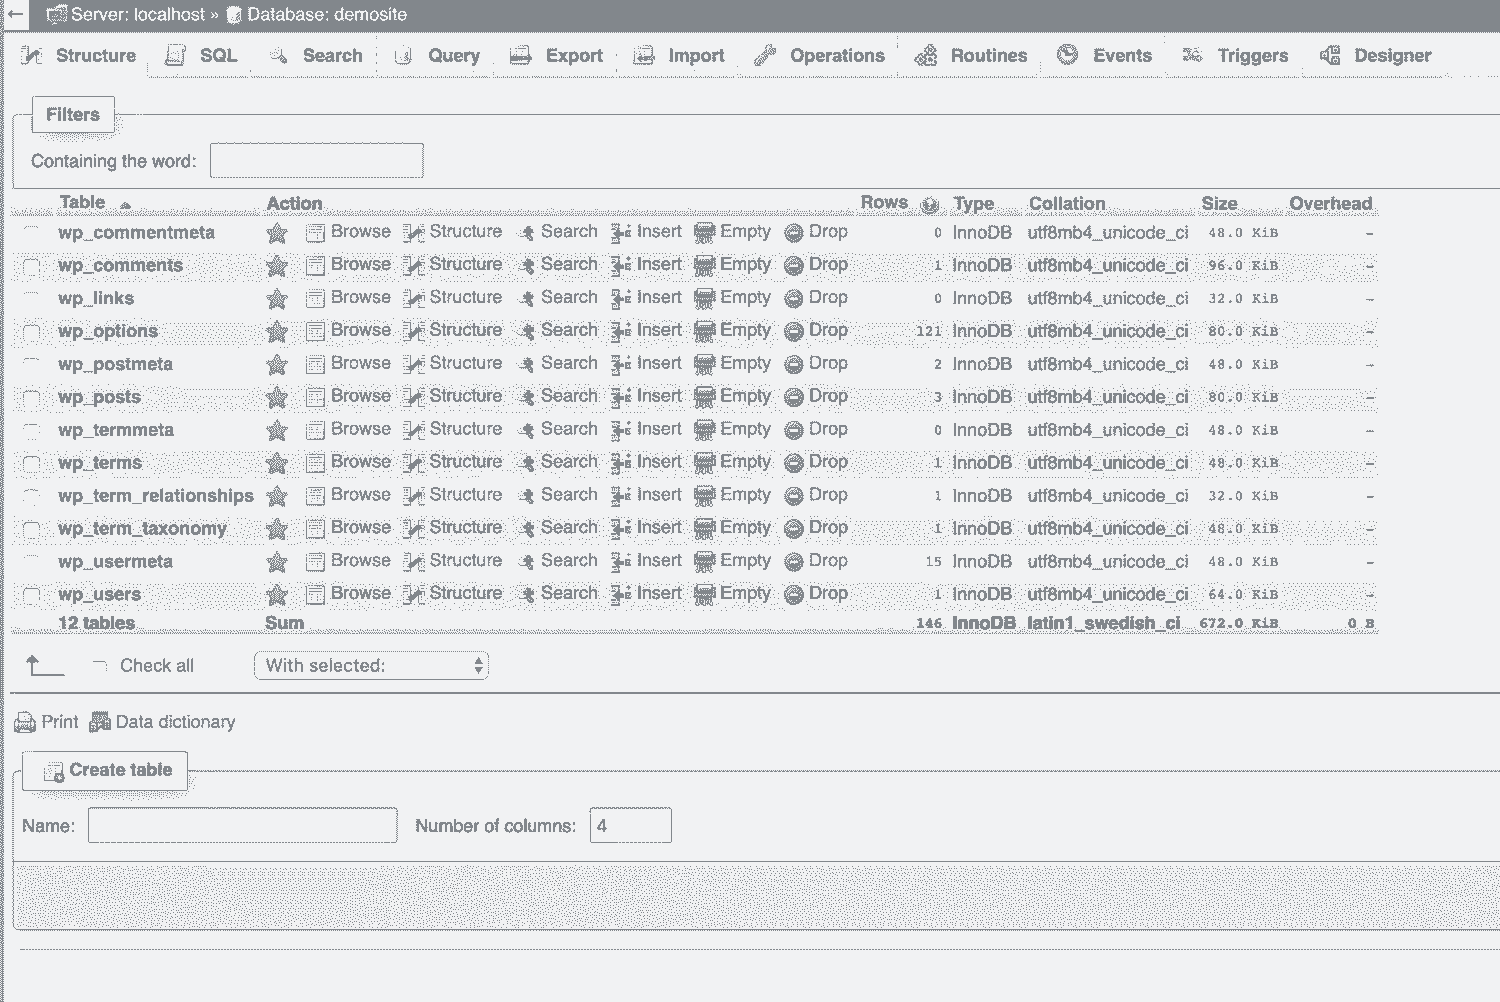 Server: localhost » Database: demosite
Structure SQL Search Query Export Import Operations Routines Events Triggers Designer
Filters
Containing the word:
Table Action Rows Type Collation Size Overhead
wp_commentmeta Browse Structure Search Insert Empty Drop 0 InnoDB utf8mb4_unicode_ci 48.0 KiB –
wp_comments Browse Structure Search Insert Empty Drop 1 InnoDB utf8mb4_unicode_ci 96.0 KiB –
wp_links Browse Structure Search Insert Empty Drop 0 InnoDB utf8mb4_unicode_ci 32.0 KiB –
wp_options Browse Structure Search Insert Empty Drop 121 InnoDB utf8mb4_unicode_ci 80.0 KiB –
wp_postmeta Browse Structure Search Insert Empty Drop 2 InnoDB utf8mb4_unicode_ci 48.0 KiB –
wp_posts Browse Structure Search Insert Empty Drop 3 InnoDB utf8mb4_unicode_ci 80.0 KiB –
wp_termmeta Browse Structure Search Insert Empty Drop 0 InnoDB utf8mb4_unicode_ci 48.0 KiB –
wp_terms Browse Structure Search Insert Empty Drop 1 InnoDB utf8mb4_unicode_ci 48.0 KiB –
wp_term_relationships Browse Structure Search Insert Empty Drop 1 InnoDB utf8mb4_unicode_ci 32.0 KiB –
wp_term_taxonomy Browse Structure Search Insert Empty Drop 1 InnoDB utf8mb4_unicode_ci 48.0 KiB –
wp_usermeta Browse Structure Search Insert Empty Drop 15 InnoDB utf8mb4_unicode_ci 48.0 KiB –
wp_users Browse Structure Search Insert Empty Drop 1 InnoDB utf8mb4_unicode_ci 64.0 KiB –
12 tables Sum 146 InnoDB latin1_swedish_ci 672.0 KiB 0 B
Check all With selected:
Print Data dictionary
Create table
Name: Number of columns: 4